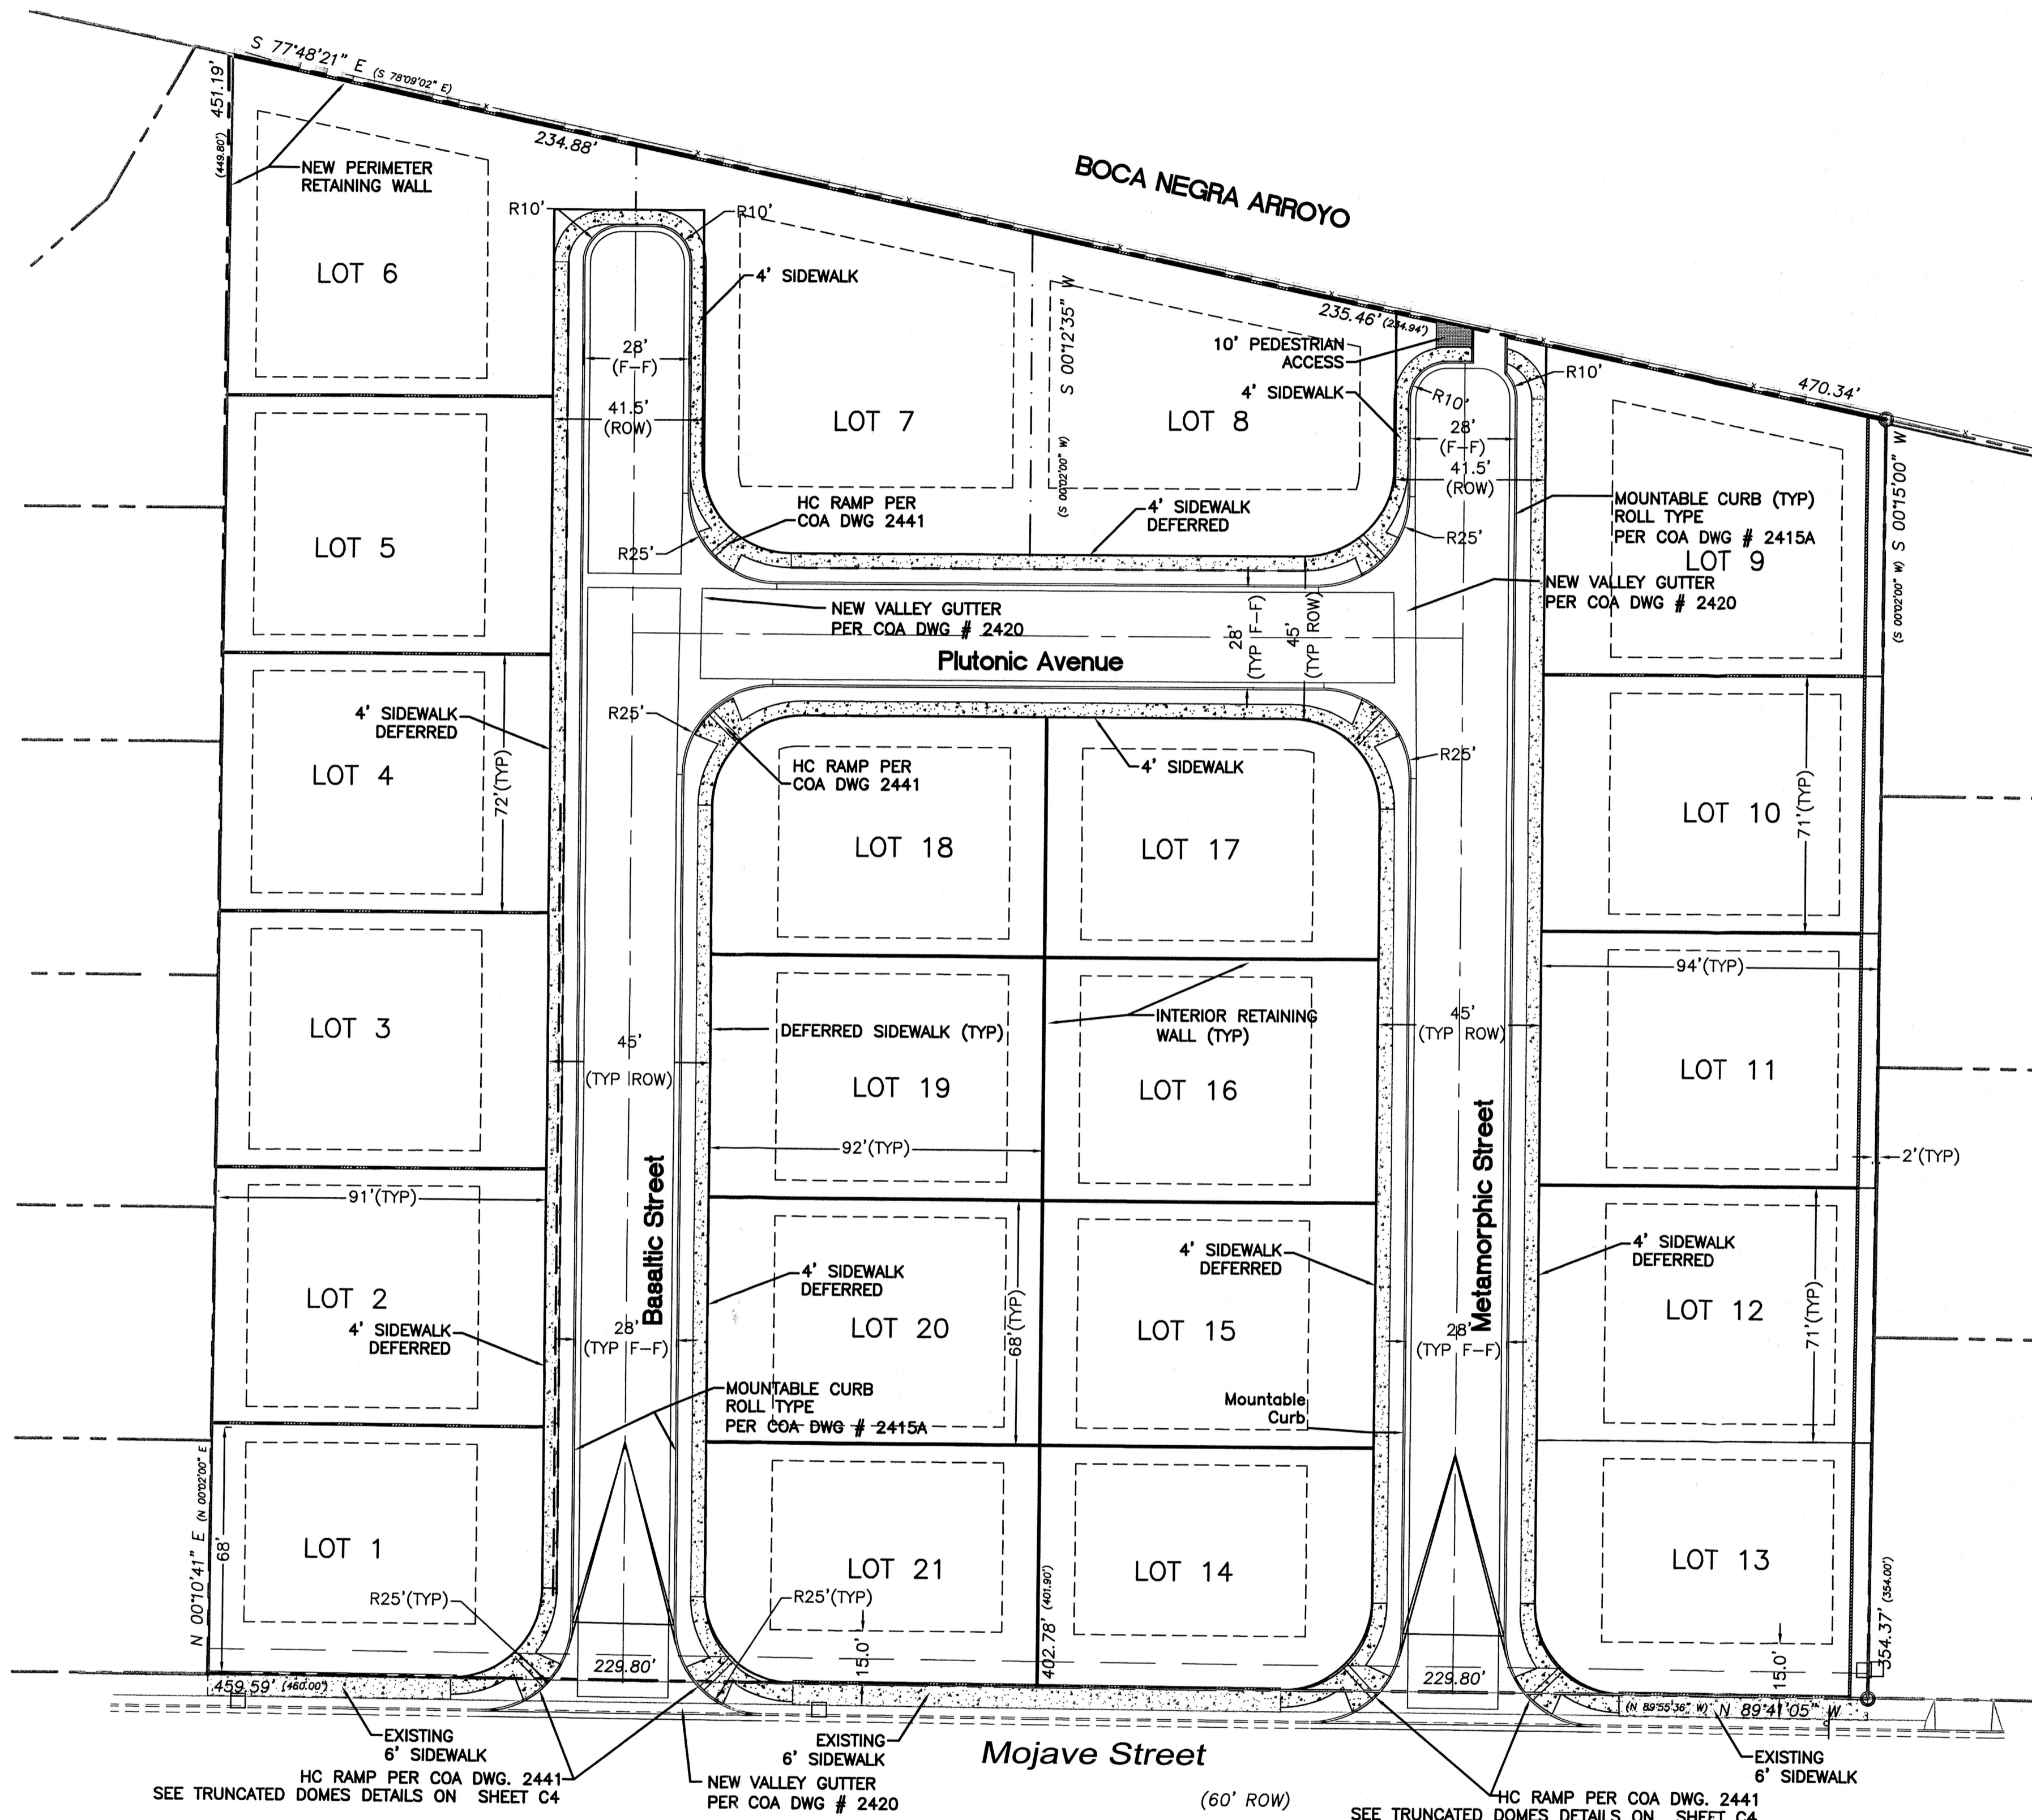 S 77°48'21" E (S 78°09'02" E)
451.19'
(449.80')
234.88'
NEW PERIMETER
RETAINING WALL
BOCA NEGRA ARROYO
R10'
R10'
LOT 6
4' SIDEWALK
28'
(F-F)
41.5'
(ROW)
LOT 7
S 00°12'35" W
(S 00°02'00" W)
235.46' (234.94')
10' PEDESTRIAN
ACCESS
4' SIDEWALK
LOT 8
R10'
R10'
28'
(F-F)
41.5'
(ROW)
470.34'
S 00°15'00" W
(S 00°02'00" W)
HC RAMP PER
COA DWG 2441
4' SIDEWALK
DEFERRED
MOUNTABLE CURB (TYP)
ROLL TYPE
PER COA DWG # 2415A
LOT 5
R25'
R25'
LOT 9
NEW VALLEY GUTTER
PER COA DWG # 2420
NEW VALLEY GUTTER
PER COA DWG # 2420
28'
(TYP F-F)
45'
(TYP ROW)
Plutonic Avenue
4' SIDEWALK
DEFERRED
R25'
R25'
LOT 4
72'(TYP)
HC RAMP PER
COA DWG 2441
4' SIDEWALK
LOT 10
71'(TYP)
LOT 18
LOT 17
94'(TYP)
LOT 3
45'
(TYP ROW)
DEFERRED SIDEWALK (TYP)
INTERIOR RETAINING
WALL (TYP)
45'
(TYP ROW)
LOT 19
LOT 16
LOT 11
92'(TYP)
2'(TYP)
91'(TYP)
Basaltic Street
Metamorphic Street
LOT 2
4' SIDEWALK
DEFERRED
28'
(TYP F-F)
4' SIDEWALK
DEFERRED
LOT 20
68'(TYP)
4' SIDEWALK
DEFERRED
LOT 15
28'
(TYP F-F)
4' SIDEWALK
DEFERRED
LOT 12
71'(TYP)
MOUNTABLE CURB
ROLL TYPE
PER COA DWG # 2415A
Mountable
Curb
N 00°10'41" E (N 00°02'00" E
68'
LOT 1
LOT 21
LOT 14
LOT 13
R25'(TYP)
R25'(TYP)
15.0'
402.78' (401.90')
15.0'
354.37' (354.00')
459.59' (460.00')
229.80'
229.80'
(N 89°55'36" W) N 89°41'05" W
EXISTING
6' SIDEWALK
EXISTING
6' SIDEWALK
Mojave Street
EXISTING
6' SIDEWALK
HC RAMP PER COA DWG. 2441
SEE TRUNCATED DOMES DETAILS ON SHEET C4
NEW VALLEY GUTTER
PER COA DWG # 2420
(60' ROW)
HC RAMP PER COA DWG. 2441
SEE TRUNCATED DOMES DETAILS ON SHEET C4